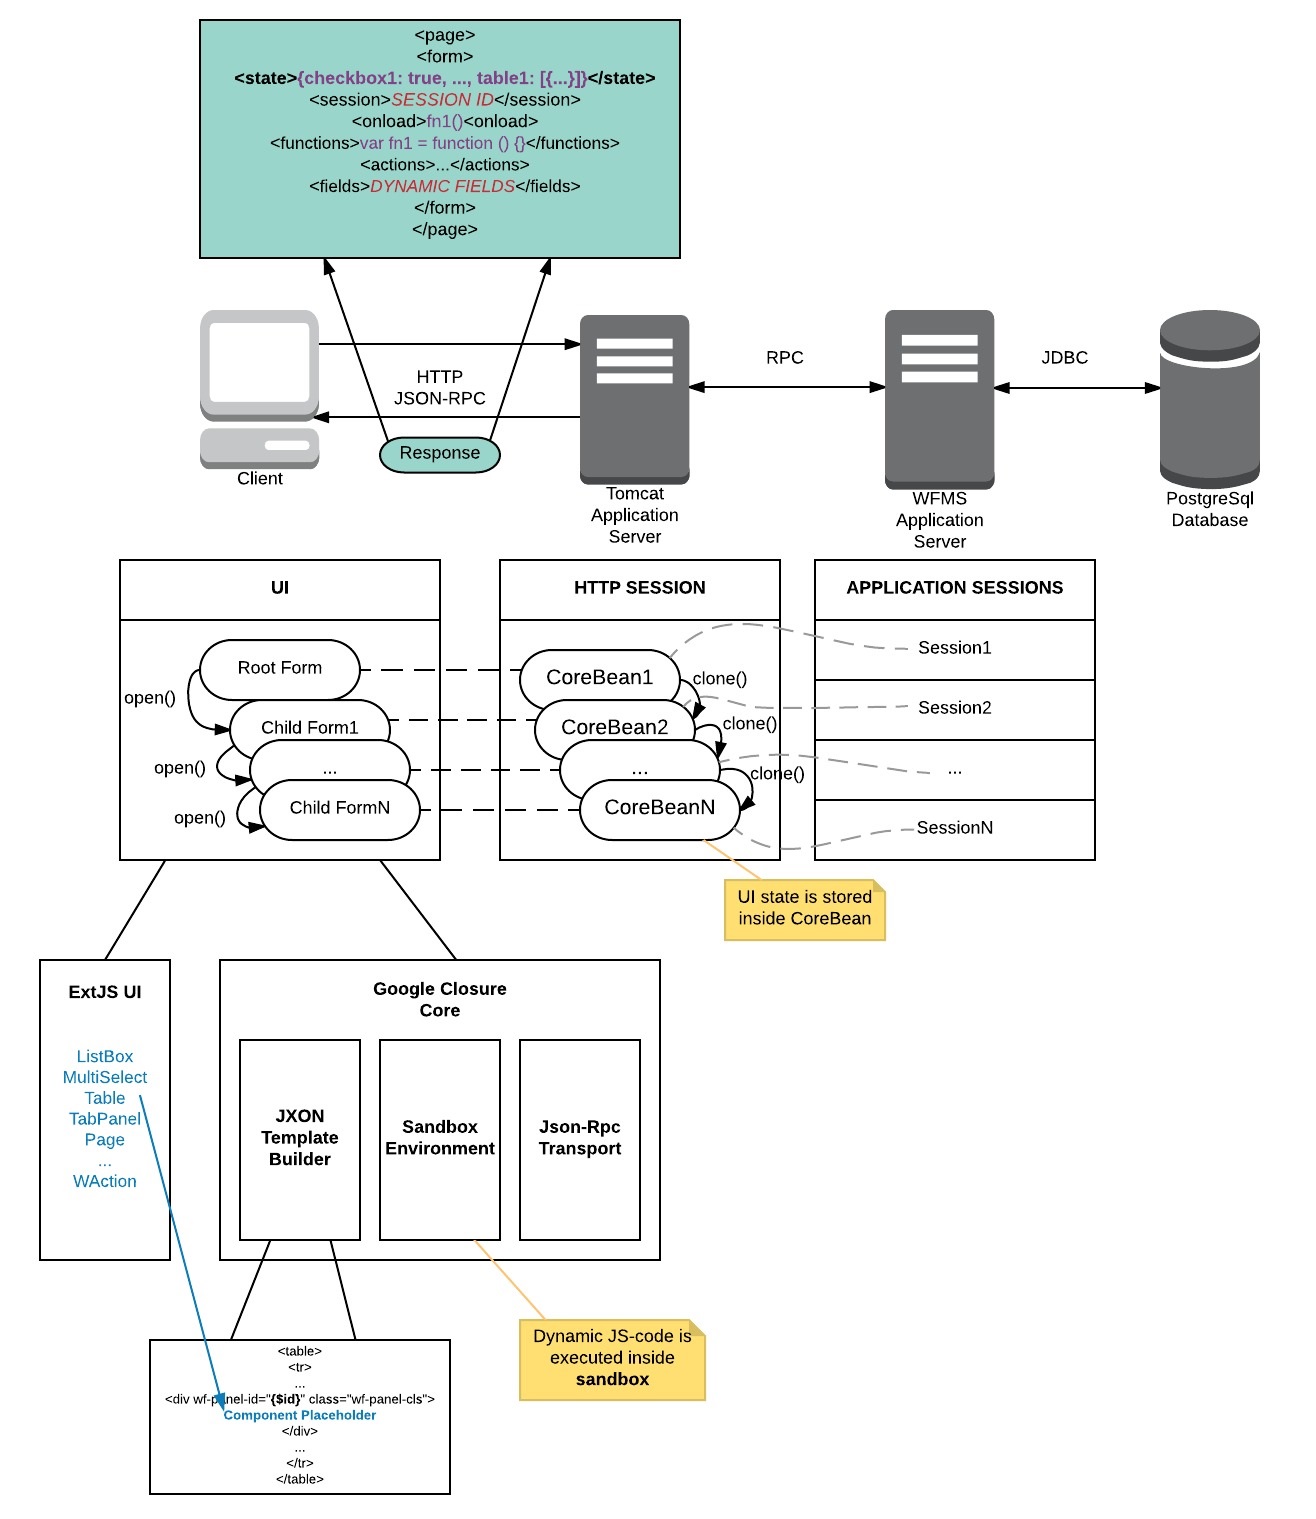 <page>
<form>
<state>{checkbox1: true, ..., table1: [{...}]}</state>
<session>SESSION ID</session>
<onload>fn1()<onload>
<functions>var fn1 = function () {}</functions>
<actions>...</actions>
<fields>DYNAMIC FIELDS</fields>
</form>
</page>
HTTP
JSON-RPC
Response
RPC
JDBC
Client
Tomcat
Application
Server
WFMS
Application
Server
PostgreSql
Database
UI
Root Form
open()
Child Form1
open()
...
open()
Child FormN
HTTP SESSION
CoreBean1
clone()
CoreBean2
clone()
...
clone()
CoreBeanN
APPLICATION SESSIONS
Session1
Session2
...
SessionN
UI state is stored
inside CoreBean
ExtJS UI
ListBox
MultiSelect
Table
TabPanel
Page
...
WAction
Google Closure
Core
JXON
Template
Builder
Sandbox
Environment
Json-Rpc
Transport
Dynamic JS-code is
executed inside
sandbox
<table>
<tr>
...
<div wf-panel-id="{$id}" class="wf-panel-cls">
Component Placeholder
</div>
...
</tr>
</table>